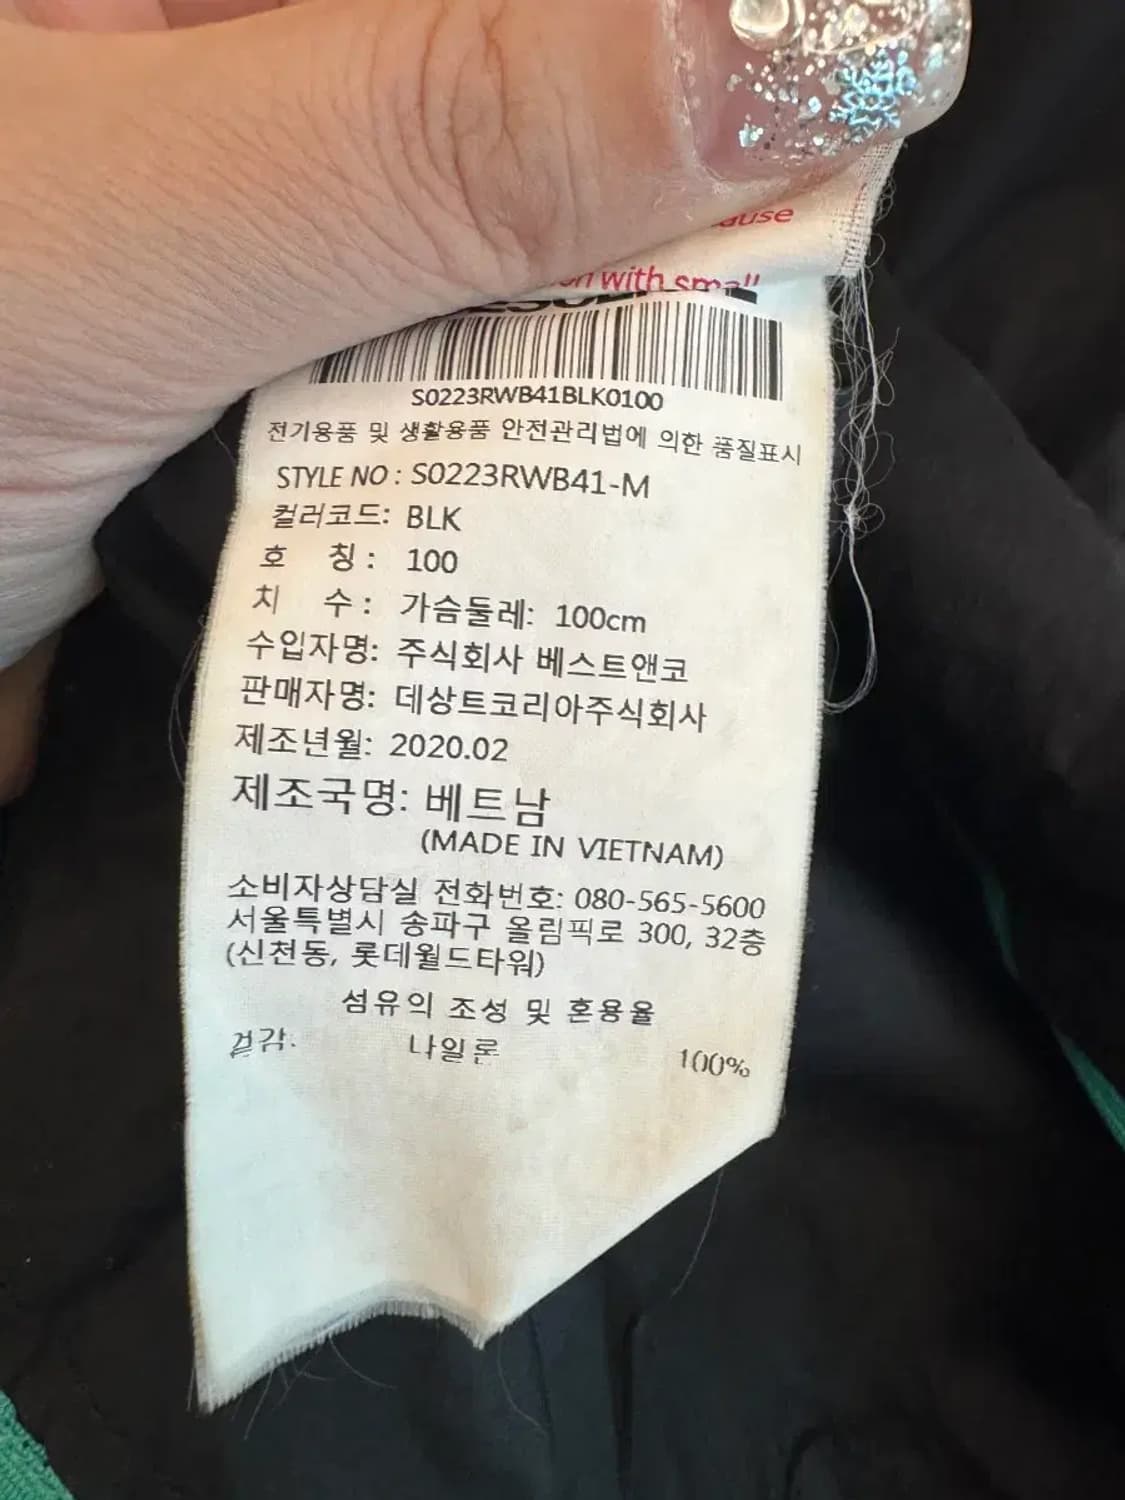 ause
with small
S0223RWB41BLK0100
전기용품 및 생활용품 안전관리법에 의한 품질표시
STYLE NO : S0223RWB41-M
컬러코드: BLK
호 칭 : 100
치 수 : 가슴둘레: 100cm
수입자명: 주식회사 베스트앤코
판매자명: 데상트코리아주식회사
제조년월: 2020.02
제조국명: 베트남
(MADE IN VIETNAM)
소비자상담실 전화번호: 080-565-5600
서울특별시 송파구 올림픽로 300, 32층
(신천동, 롯데월드타워)
섬유의 조성 및 혼용율
겉감: 나일론 100%